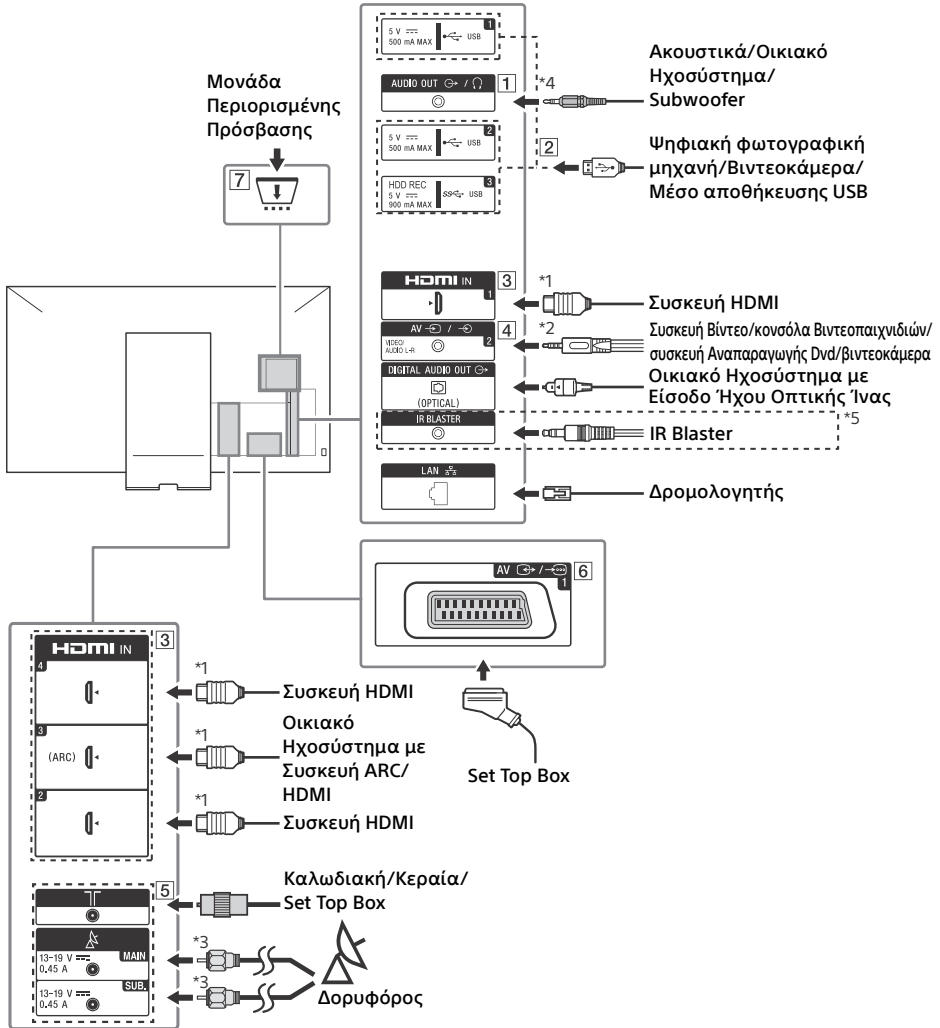 5 V
500 mA MAX
USB
1
Μονάδα
Περιορισμένης
Πρόσβασης
7
AUDIO OUT /
1
*4
Ακουστικά/Οικιακό
Ηχοσύστημα/
Subwoofer
5 V
500 mA MAX
USB
2
HDD REC
5 V
900 mA MAX
SS USB
3
2
Ψηφιακή φωτογραφική
μηχανή/Βιντεοκάμερα/
Μέσο αποθήκευσης USB
HDMI IN
1
3
*1
Συσκευή HDMI
AV /
VIDEO/
AUDIO L-R
2
4
*2
Συσκευή Βίντεο/κονσόλα Βιντεοπαιχνιδιών/
συσκευή Αναπαραγωγής Dvd/βιντεοκάμερα
DIGITAL AUDIO OUT
(OPTICAL)
Οικιακό Ηχοσύστημα με
Είσοδο Ήχου Οπτικής Ίνας
IR BLASTER
IR Blaster
*5
LAN
Δρομολογητής
AV /
1
6
Set Top Box
HDMI IN
3
4
*1
Συσκευή HDMI
3
(ARC)
*1
Οικιακό
Ηχοσύστημα με
Συσκευή ARC/
HDMI
2
*1
Συσκευή HDMI
5
Καλωδιακή/Κεραία/
Set Top Box
13-19 V
0.45 A
MAIN
*3
13-19 V
0.45 A
SUB.
*3
Δορυφόρος